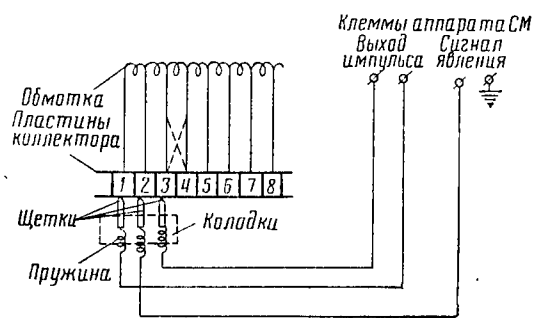 Клеммы аппарата СМ
Выход импульса
Сигнал явления
Обмотка
Пластины
коллектора
1 2 3 4 5 6 7 8
Щетки
Колодки
Пружина